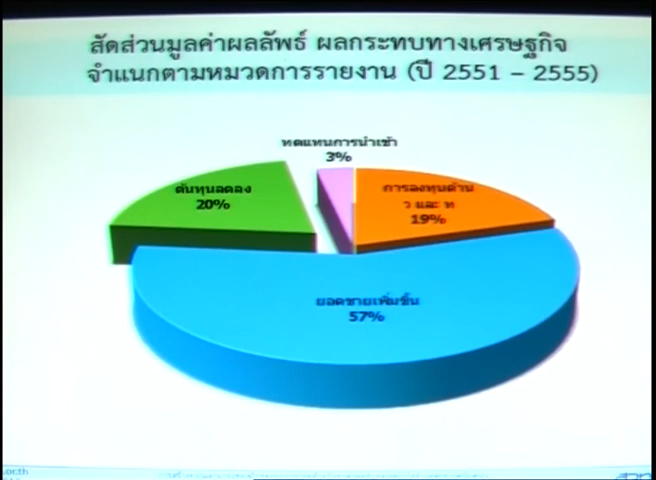 สัดส่วนมูลค่าผลลัพธ์ ผลกระทบทางเศรษฐกิจ
จำแนกตามหมวดการรายงาน (ปี 2551 – 2555)
ทดแทนการนำเข้า
3%
ต้นทุนลดลง
20%
การลงทุนด้าน
ว และ ท
19%
ยอดขายเพิ่มขึ้น
57%